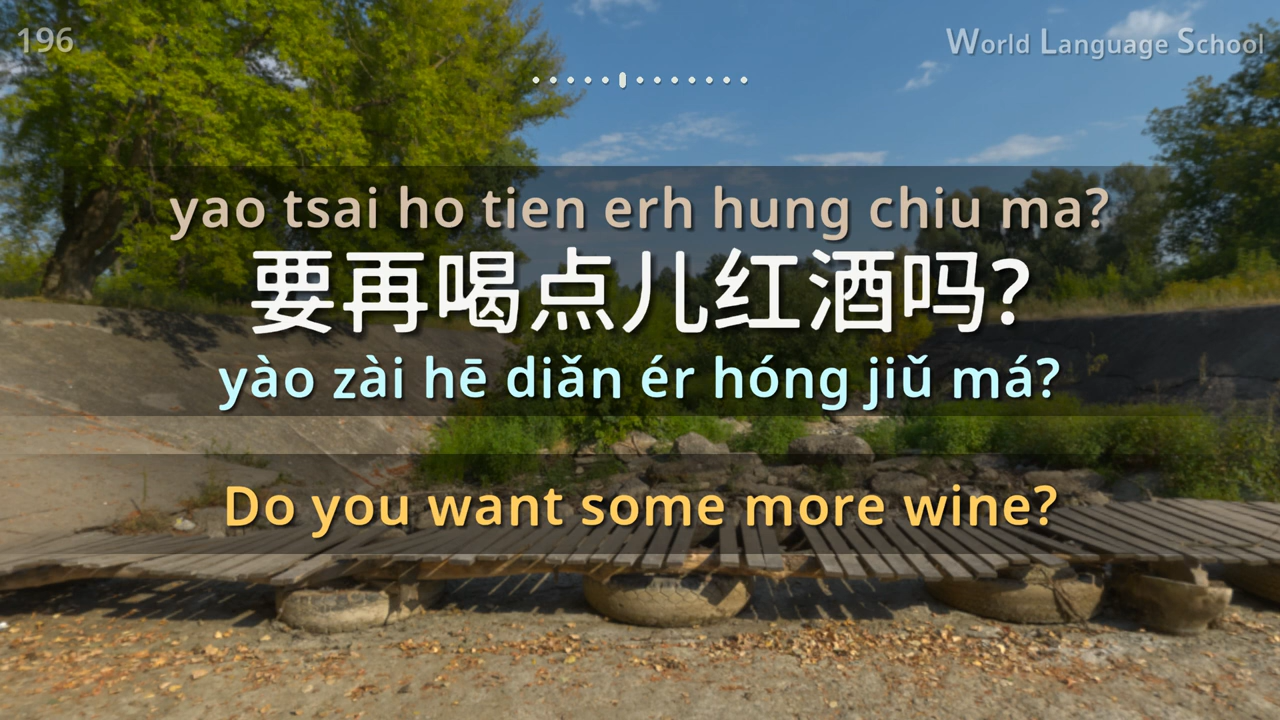 196
World Language School
yao tsai ho tien erh hung chiu ma?
要再喝点儿红酒吗?
yào zài hē diǎn ér hóng jiǔ má?
Do you want some more wine?